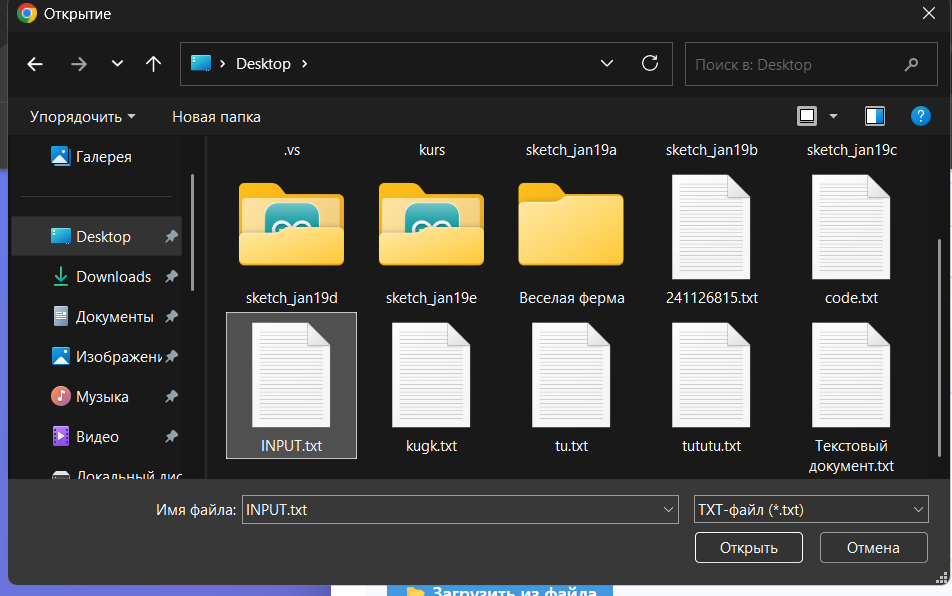 Открытие
Desktop
Поиск в: Desktop
Упорядочить
Новая папка
Галерея
Desktop
Downloads
Документы
Изображени
Музыка
Видео
Локальный дис
.vs
kurs
sketch_jan19a
sketch_jan19b
sketch_jan19c
sketch_jan19d
sketch_jan19e
Веселая ферма
241126815.txt
code.txt
INPUT.txt
kugk.txt
tu.txt
tututu.txt
Текстовый
документ.txt
Имя файла:
INPUT.txt
TXT-файл (*.txt)
Открыть
Отмена
Загрузить из файла